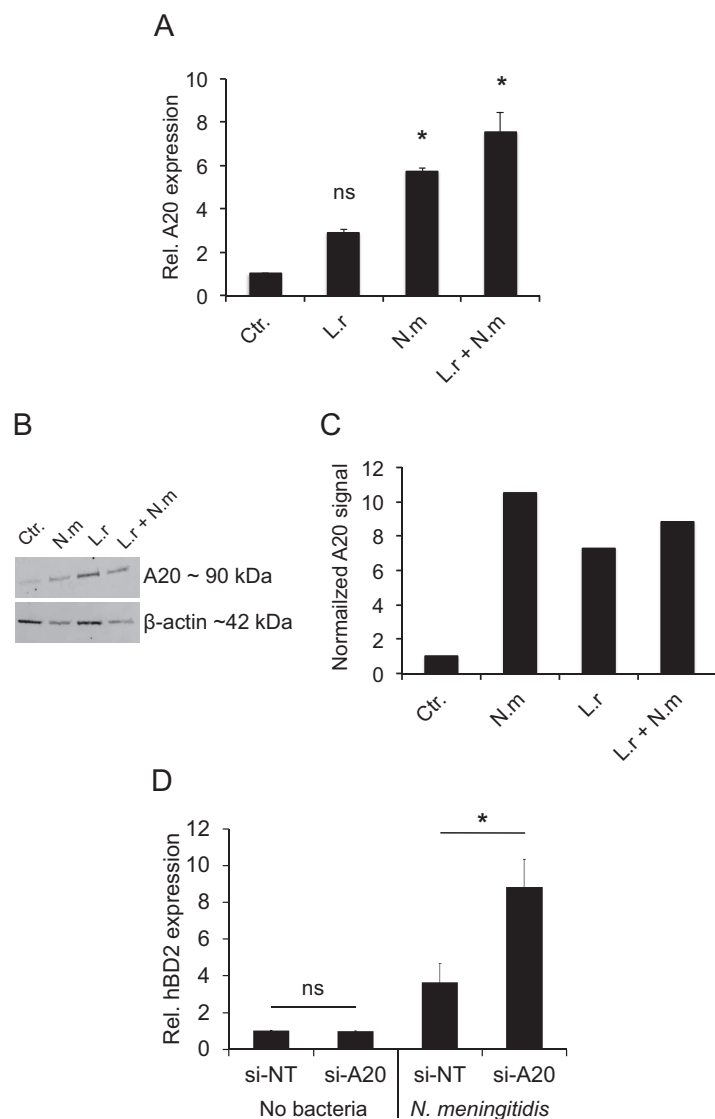 A
Rel. A20 expression
10
8
6
4
2
0
ns
*
*
Ctr.
L.r
N.m
L.r + N.m
B
Ctr.
N.m
L.r
L.r + N.m
A20 ~ 90 kDa
β-actin ~42 kDa
C
Normailzed A20 signal
12
10
8
6
4
2
0
Ctr.
N.m
L.r
L.r + N.m
D
Rel. hBD2 expression
12
10
8
6
4
2
0
ns
*
si-NT si-A20 si-NT si-A20
No bacteria N. meningitidis